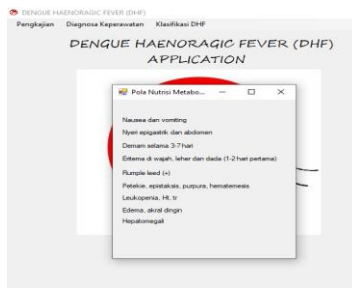 DENGUE HAENORAGIC FEVER (DHF)
Pengkajian Diagnosa Keperawatan Klasifikasi DHF
DENGUE HAENORAGIC FEVER (DHF)
APPLICATION
Pola Nutrisi Metabo...
Nausea dan vomiting
Nyeri epigastrik dan abdomen
Demam selama 3-7 hari
Eritema di wajah, leher dan dada (1-2 hari pertama)
Rumple leed (+)
Petekie, epistaksis, purpura, hematemesis
Leukopenia, Ht, tr
Edema, akral dingin
Hepatomegali